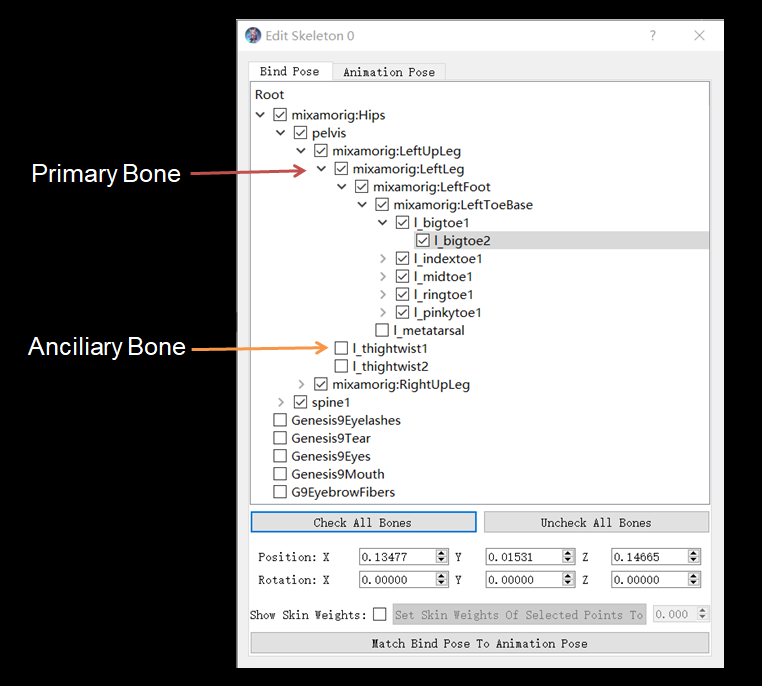 Edit Skeleton 0
?
Bind Pose
Animation Pose
Root
mixamorig:Hips
pelvis
mixamorig:LeftUpLeg
Primary Bone
mixamorig:LeftLeg
mixamorig:LeftFoot
mixamorig:LeftToeBase
l_bigtoe1
l_bigtoe2
l_indextoe1
l_midtoe1
l_ringtoe1
l_pinkytoe1
l_metatarsal
Anciliary Bone
l_thightwist1
l_thightwist2
mixamorig:RightUpLeg
spine1
Genesis9Eyelashes
Genesis9Tear
Genesis9Eyes
Genesis9Mouth
G9EyebrowFibers
Check All Bones
Uncheck All Bones
Position: X 0.13477 Y 0.01531 Z 0.14665
Rotation: X 0.00000 Y 0.00000 Z 0.00000
Show Skin Weights: Set Skin Weights Of Selected Points To 0.000
Match Bind Pose To Animation Pose